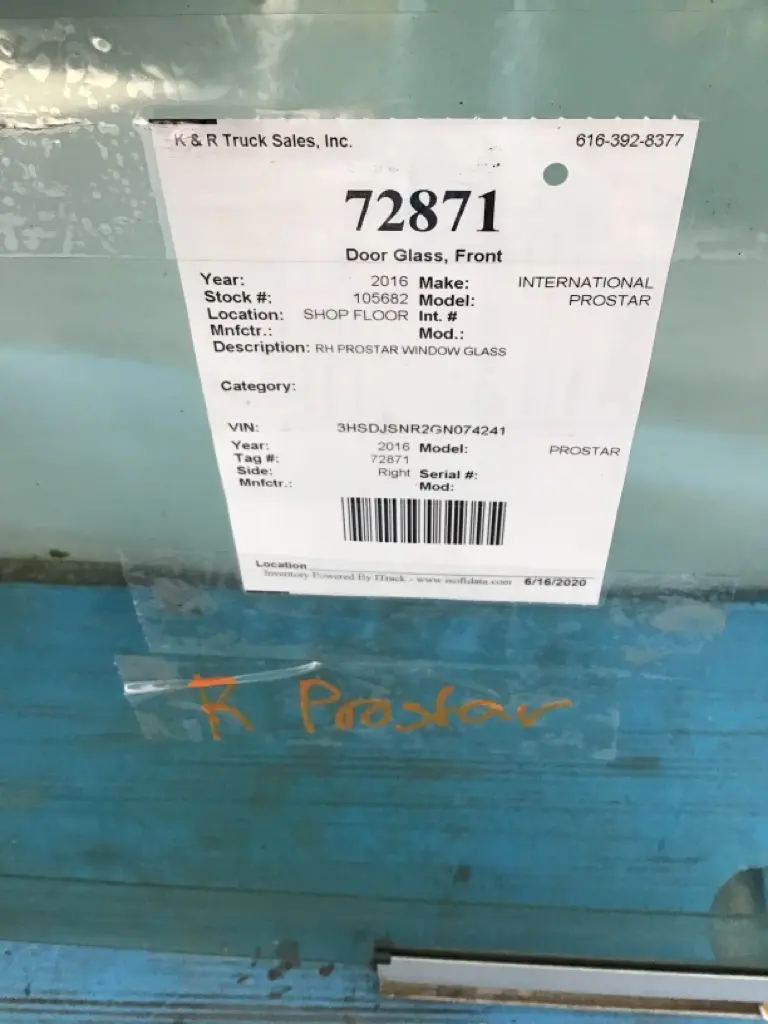 K & R Truck Sales, Inc. 616-392-8377
72871
Door Glass, Front
Year: 2016 Make: INTERNATIONAL
Stock #: 105682 Model: PROSTAR
Location: SHOP FLOOR Int. #
Mnfctr.: Mod.:
Description: RH PROSTAR WINDOW GLASS
Category:
VIN: 3HSDJSNR2GN074241
Year: 2016 Model: PROSTAR
Tag #: 72871
Side: Right Serial #:
Mnfctr.: Mod:
Location
Inventory Powered By ITrack - www.isoftdata.com 6/16/2020
R Prostar